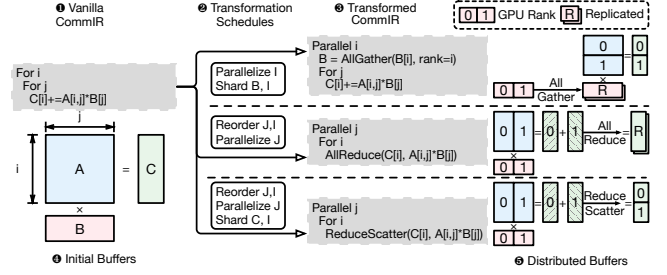 ❶ Vanilla
CommIR
❷ Transformation
Schedules
❸ Transformed
CommIR
0 1 GPU Rank R Replicated
For i
For j
C[i]+=A[i,j]*B[j]
j
i
A
=
C
×
B
❹ Initial Buffers
Parallelize I
Shard B, I
Parallel i
B = AllGather(B[i], rank=i)
For j
C[i]+=A[i,j]*B[j]
0
1
=
0
1
×
0 1
All
Gather
R
Reorder J,I
Parallelize J
Parallel j
For i
AllReduce(C[i], A[i,j]*B[j])
0 1 = 0 + 1
All
Reduce
= R
×
0 1
Reorder J,I
Parallelize J
Shard C, I
Parallel j
For i
ReduceScatter(C[i], A[i,j]*B[j])
0 1 = 0 + 1
Reduce
Scatter
=
0
1
×
0 1
❺ Distributed Buffers